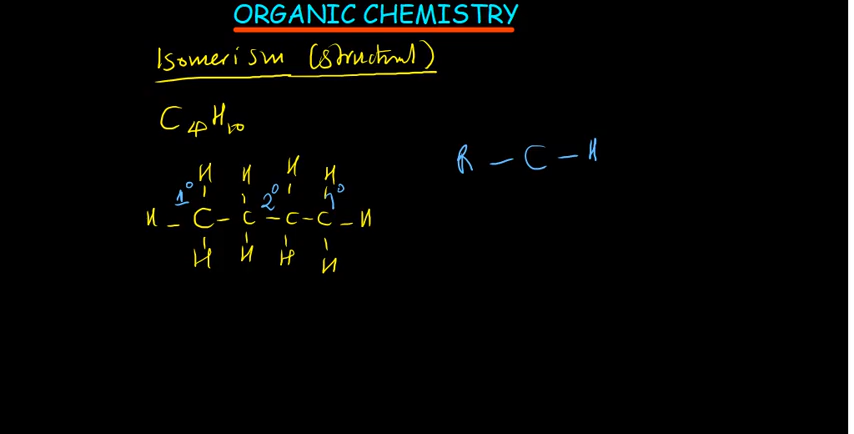 ORGANIC CHEMISTRY
Isomerism (structural)
C4H10
R – C – H
H H H H
1° 2° 1°
H – C – C – C – C – H
H H H H